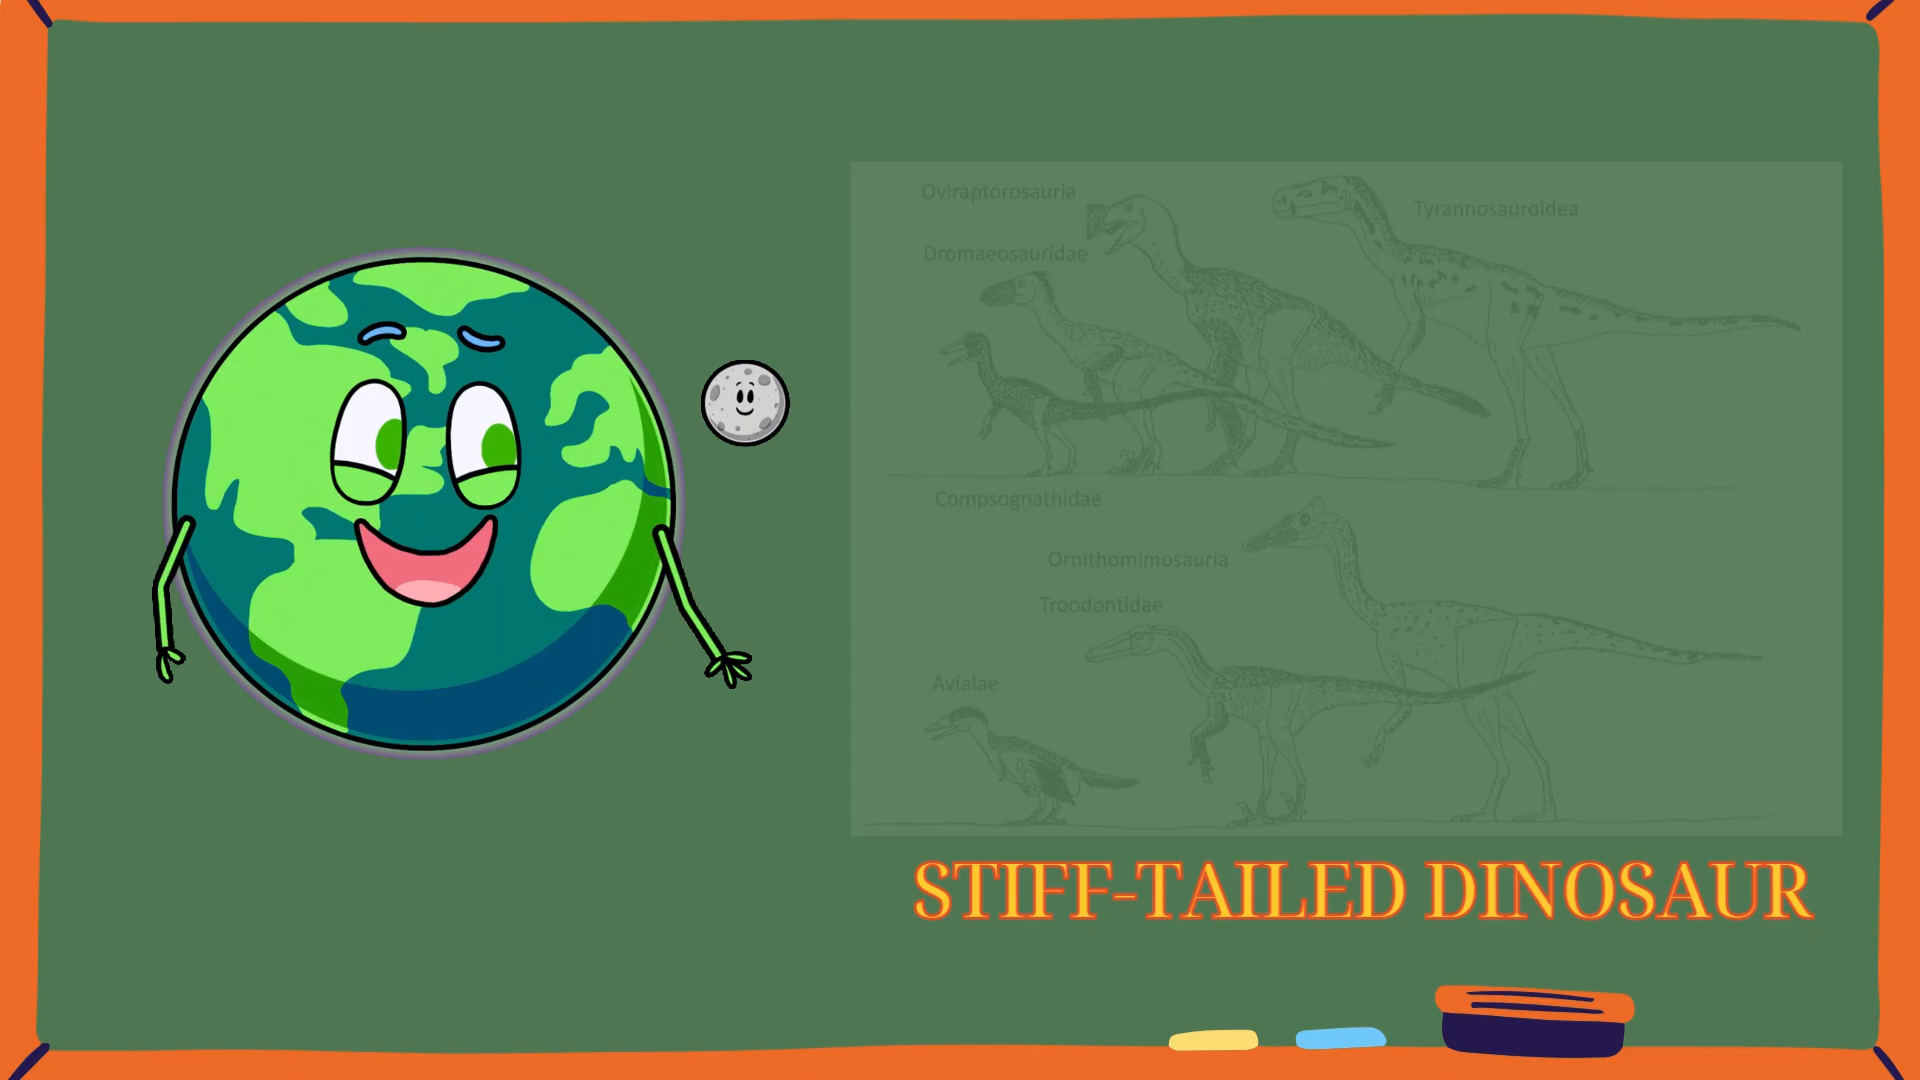 Oviraptorosauria
Tyrannosauroidea
Dromaeosauridae
Compsognathidae
Ornithomimosauria
Troodontidae
Avialae
STIFF-TAILED DINOSAUR